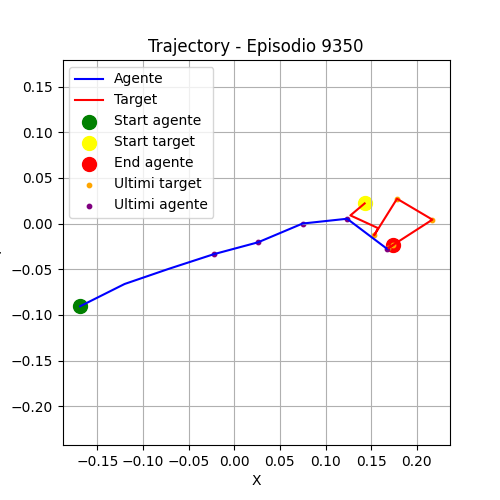 Trajectory - Episodio 9350
Agente
Target
Start agente
Start target
End agente
Ultimi target
Ultimi agente
0.15
0.10
0.05
0.00
−0.05
−0.10
−0.15
−0.20
−0.15 −0.10 −0.05 0.00 0.05 0.10 0.15 0.20
X